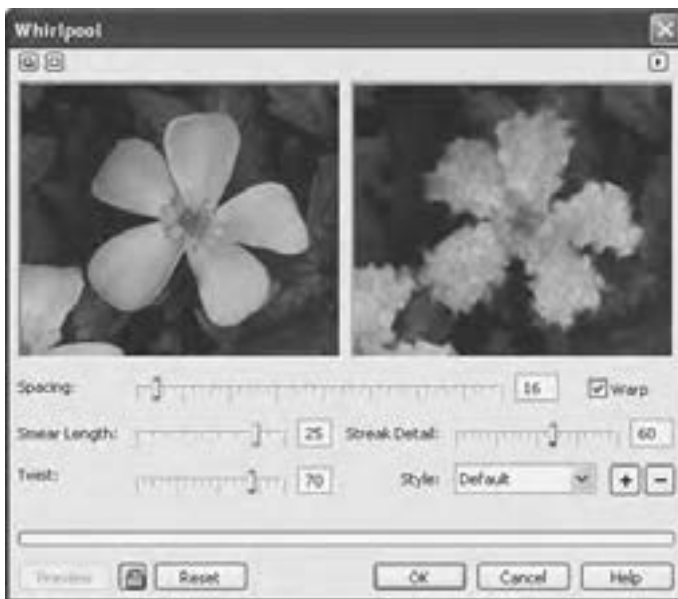 Whirlpool
Spacing: 16 Warp
Smear Length: 25 Streak Detail: 60
Twist: 70 Style: Default + −
Preview Reset OK Cancel Help